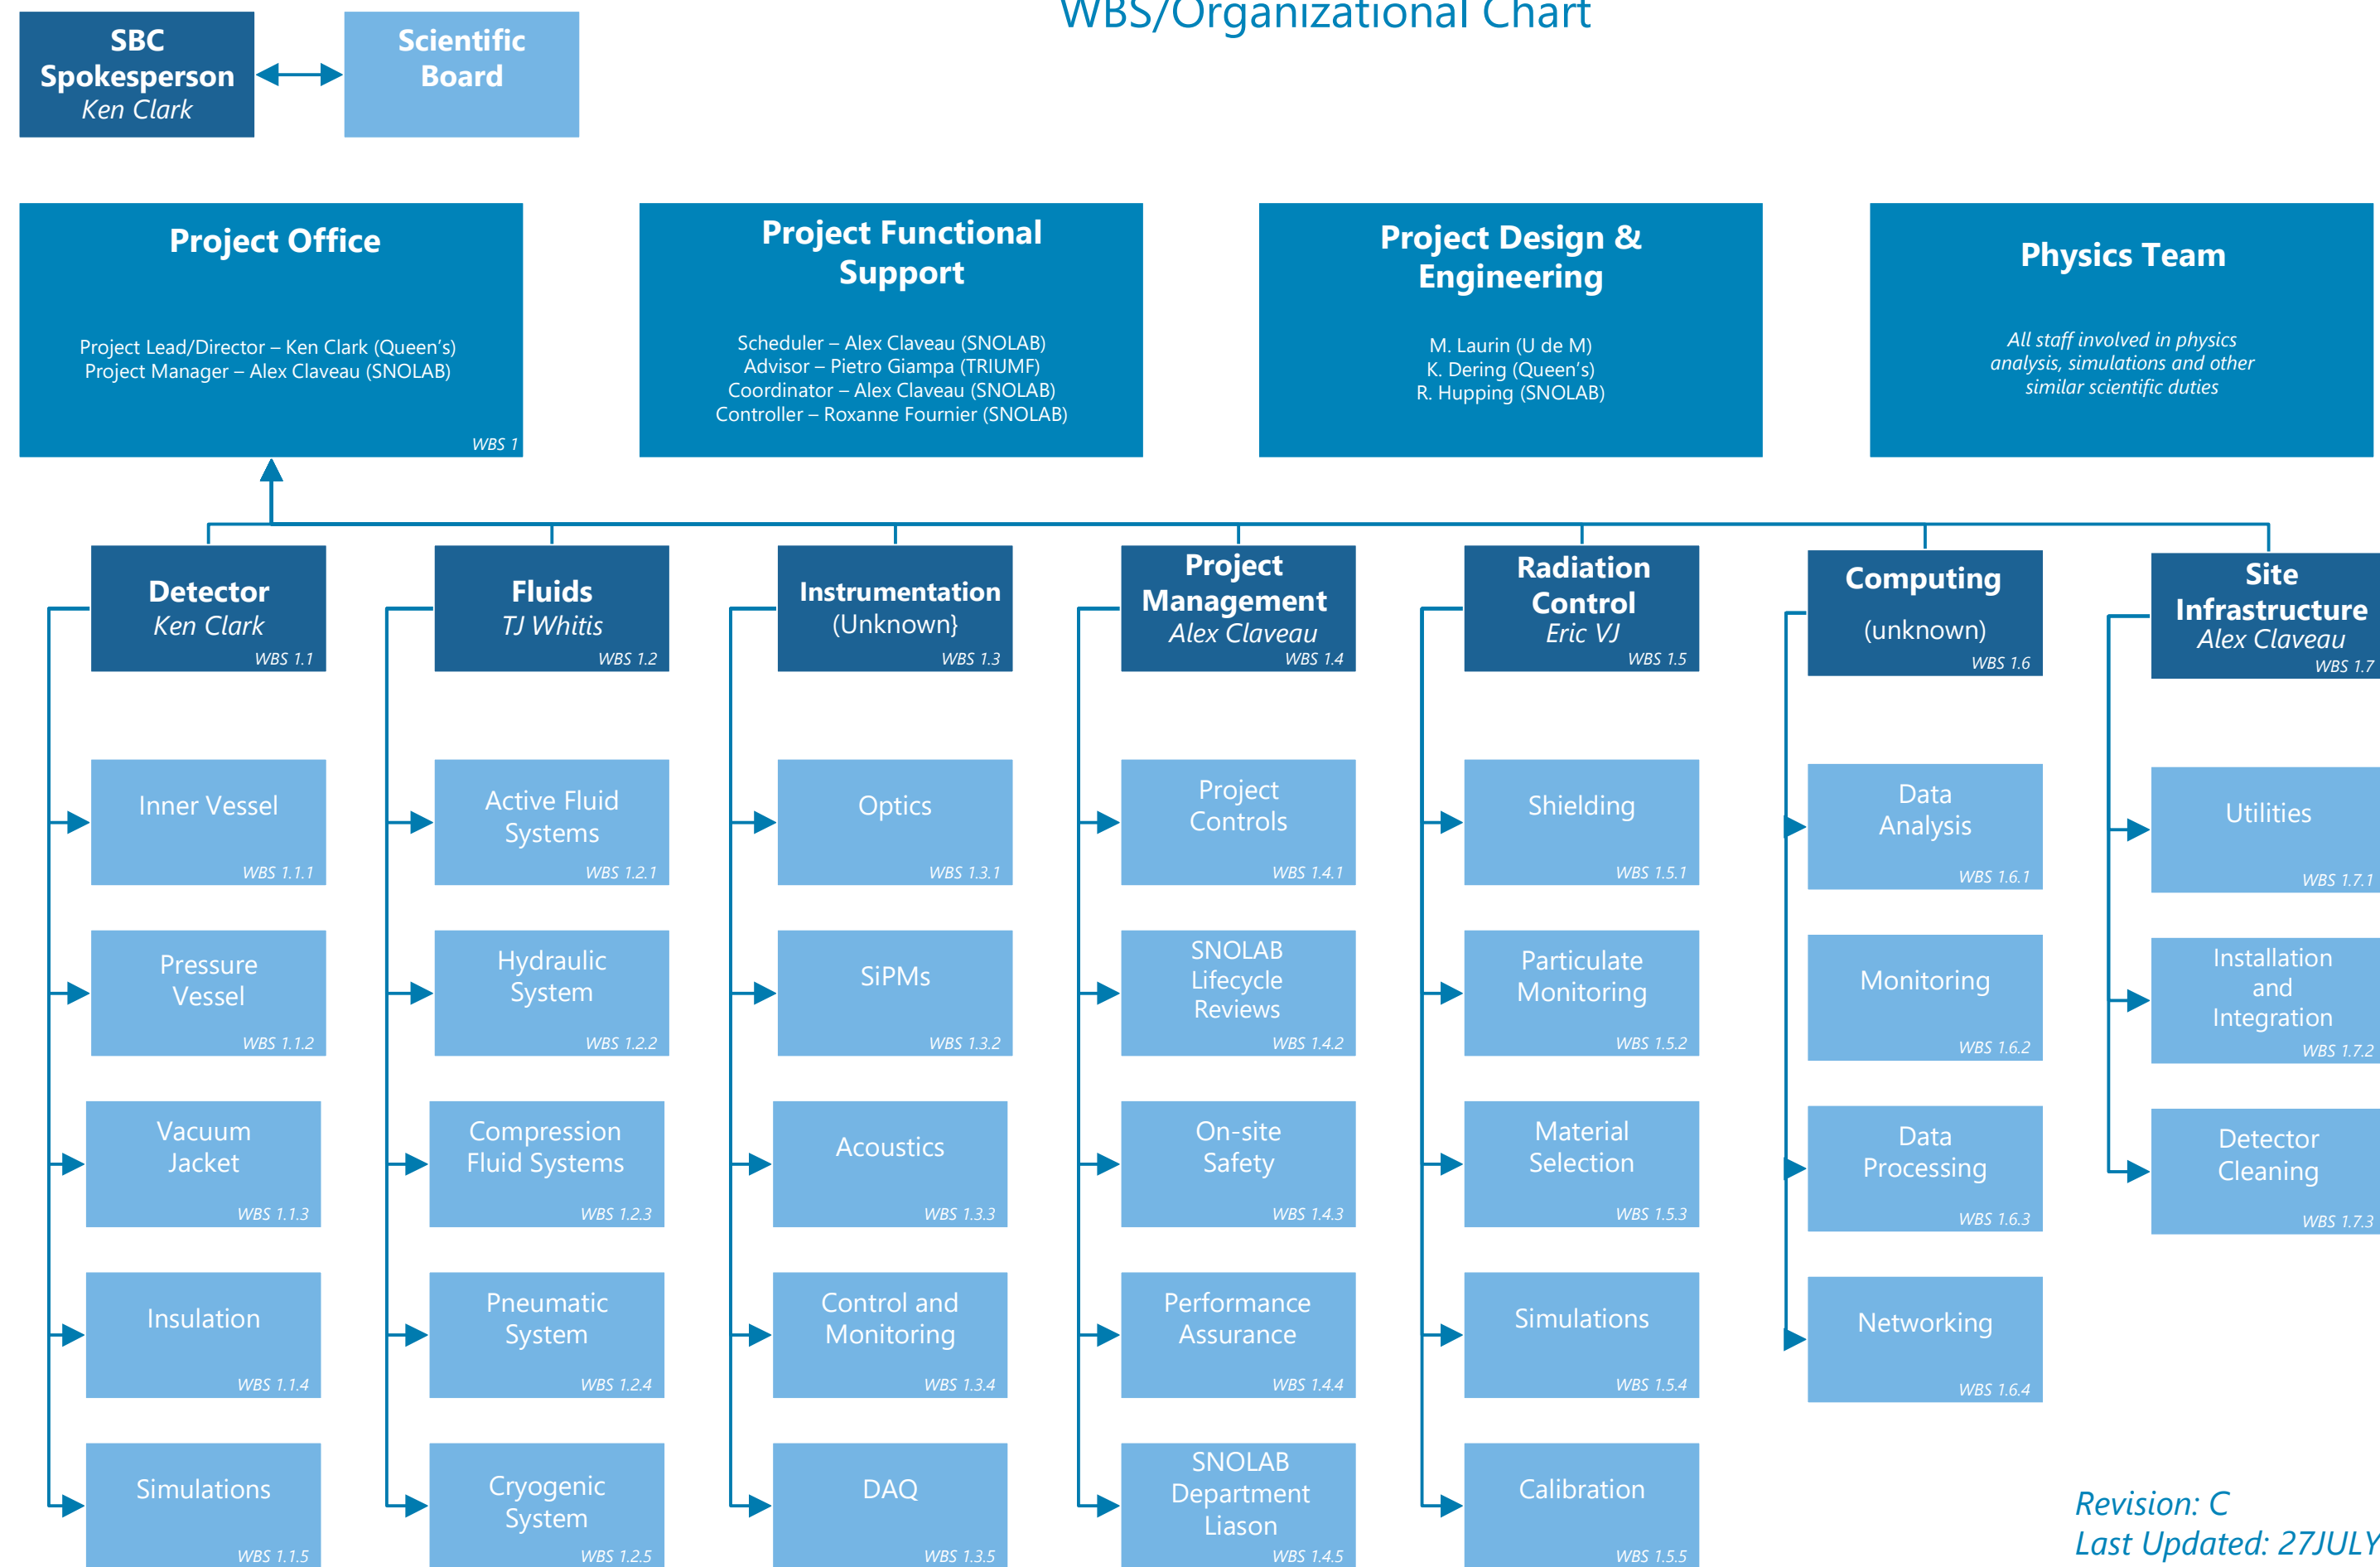 WBS/Organizational Chart
SBC
Spokesperson
Ken Clark
Scientific
Board
Project Office
Project Lead/Director – Ken Clark (Queen's)
Project Manager – Alex Claveau (SNOLAB)
WBS 1
Project Functional
Support
Scheduler – Alex Claveau (SNOLAB)
Advisor – Pietro Giampa (TRIUMF)
Coordinator – Alex Claveau (SNOLAB)
Controller – Roxanne Fournier (SNOLAB)
Project Design &
Engineering
M. Laurin (U de M)
K. Dering (Queen's)
R. Hupping (SNOLAB)
Physics Team
All staff involved in physics
analysis, simulations and other
similar scientific duties
Detector
Ken Clark
WBS 1.1
Fluids
TJ Whitis
WBS 1.2
Instrumentation
(Unknown}
WBS 1.3
Project
Management
Alex Claveau
WBS 1.4
Radiation
Control
Eric VJ
WBS 1.5
Computing
(unknown)
WBS 1.6
Site
Infrastructure
Alex Claveau
WBS 1.7
Inner Vessel
WBS 1.1.1
Active Fluid
Systems
WBS 1.2.1
Optics
WBS 1.3.1
Project
Controls
WBS 1.4.1
Shielding
WBS 1.5.1
Data
Analysis
WBS 1.6.1
Utilities
WBS 1.7.1
Pressure
Vessel
WBS 1.1.2
Hydraulic
System
WBS 1.2.2
SiPMs
WBS 1.3.2
SNOLAB
Lifecycle
Reviews
WBS 1.4.2
Particulate
Monitoring
WBS 1.5.2
Monitoring
WBS 1.6.2
Installation
and
Integration
WBS 1.7.2
Vacuum
Jacket
WBS 1.1.3
Compression
Fluid Systems
WBS 1.2.3
Acoustics
WBS 1.3.3
On-site
Safety
WBS 1.4.3
Material
Selection
WBS 1.5.3
Data
Processing
WBS 1.6.3
Detector
Cleaning
WBS 1.7.3
Insulation
WBS 1.1.4
Pneumatic
System
WBS 1.2.4
Control and
Monitoring
WBS 1.3.4
Performance
Assurance
WBS 1.4.4
Simulations
WBS 1.5.4
Networking
WBS 1.6.4
Simulations
WBS 1.1.5
Cryogenic
System
WBS 1.2.5
DAQ
WBS 1.3.5
SNOLAB
Department
Liason
WBS 1.4.5
Calibration
WBS 1.5.5
Revision: C
Last Updated: 27JULY